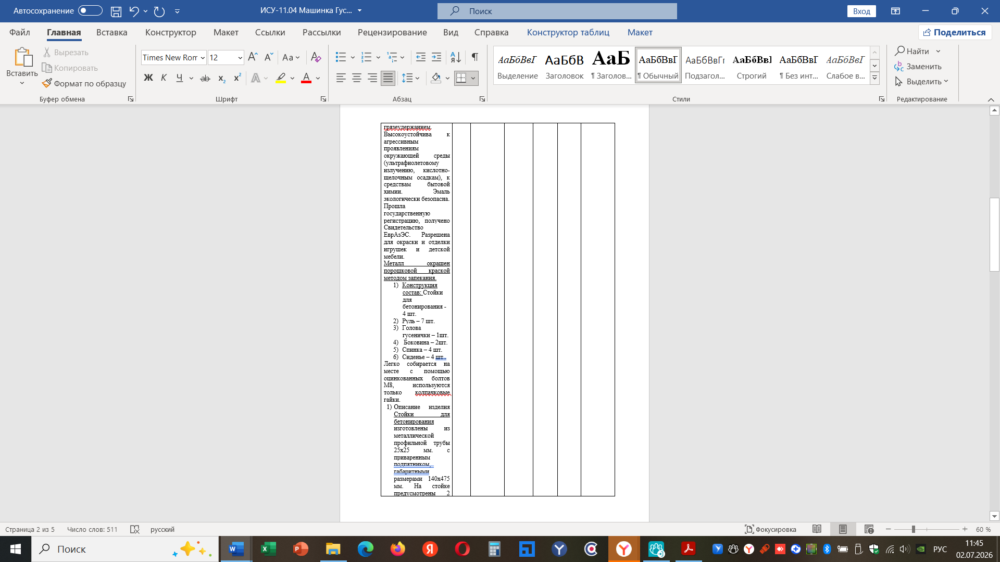 Автосохранение
ИСУ-11.04 Машинка Гус...
Поиск
Вход
Файл
Главная
Вставка
Конструктор
Макет
Ссылки
Рассылки
Рецензирование
Вид
Справка
Конструктор таблиц
Макет
Поделиться
Вставить
Вырезать
Копировать
Формат по образцу
Буфер обмена
Times New Rom
12
Aa
Ж К Ч ab x₂ x²
Шрифт
Абзац
АаБбВвГ
Выделение
АаБбВ
Заголовок
АаБ
¶ Заголов...
АаБбВвГ
¶ Обычный
АаБбВвГг
Подзагол...
АаБбВвІ
Строгий
АаБбВвГ
¶ Без инт...
АаБбВвГ
Слабое в...
Стили
Найти
Заменить
Выделить
Редактирование
грязеудержанием.
Высокоустойчива к
агрессивным
проявлениям
окружающей среды
(ультрафиолетовому
излучению, кислотно-
щелочным осадкам), к
средствам бытовой
химии. Эмаль
экологически безопасна.
Прошла
государственную
регистрацию, получено
Свидетельство
ЕврАзЭС. Разрешена
для окраски и отделки
игрушек и детской
мебели.
Металл окрашен
порошковой краской
методом запекания.
1) Конструкция
состав: Стойки
для
бетонирования -
4 шт.
2) Руль – 7 шт.
3) Голова
гусенички – 1шт.
4) Боковина – 2шт.
5) Спинка – 4 шт.
6) Сиденье – 4 шт..
Легко собирается на
месте с помощью
оцинкованных болтов
М8, используются
только колпачковые
гайки.
1) Описание изделия
Стойки для
бетонирования
изготовлены из
металлической
профильной трубы
25х25 мм. с
приваренным
подпятником,
габаритными
размерами 140х475
мм. На стойке
предусмотрены 2
Страница 2 из 5
Число слов: 511
русский
Фокусировка
60 %
Поиск
РУС
11:45
02.07.2026